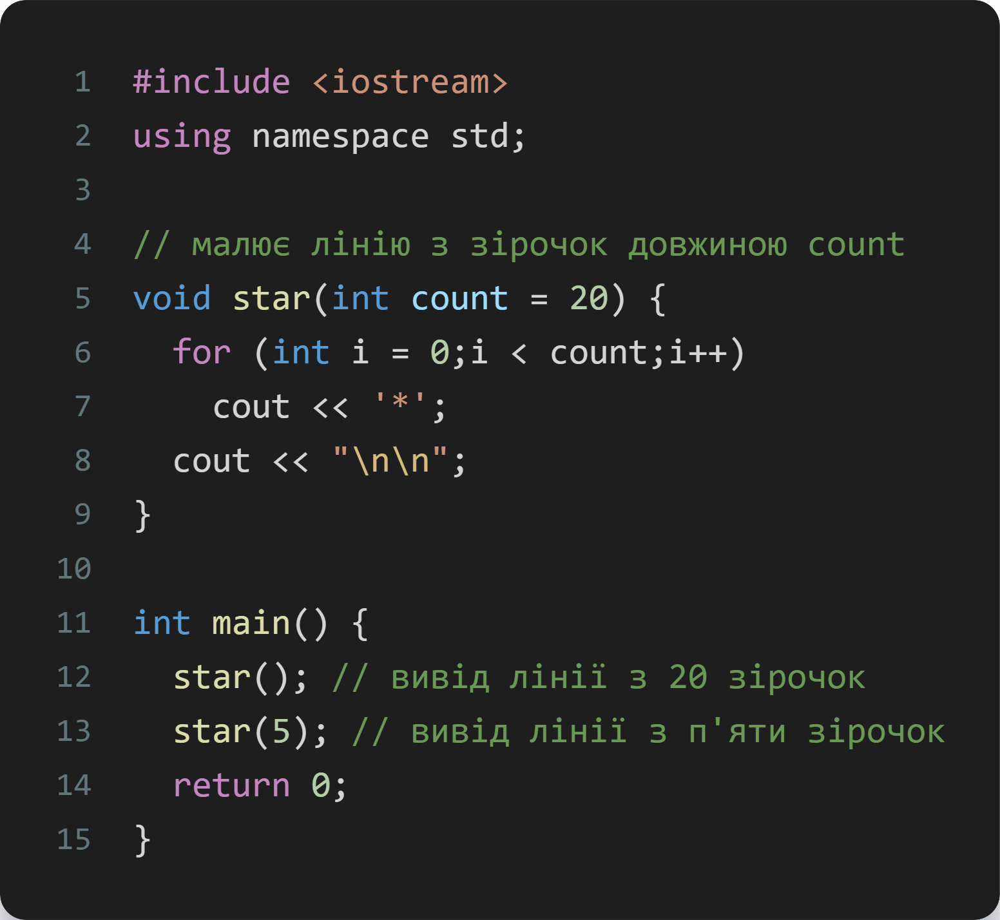 1 #include <iostream>
2 using namespace std;
3
4 // малює лінію з зірочок довжиною count
5 void star(int count = 20) {
6   for (int i = 0;i < count;i++)
7     cout << '*';
8   cout << "\n\n";
9 }
10
11 int main() {
12   star(); // вивід лінії з 20 зірочок
13   star(5); // вивід лінії з п'яти зірочок
14   return 0;
15 }